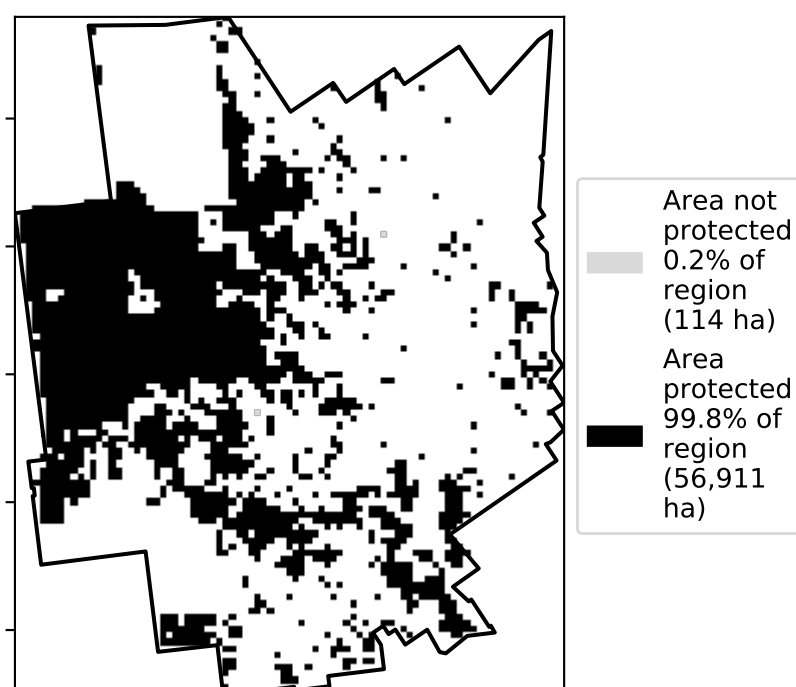 Area not
protected
0.2% of
region
(114 ha)
Area
protected
99.8% of
region
(56,911
ha)